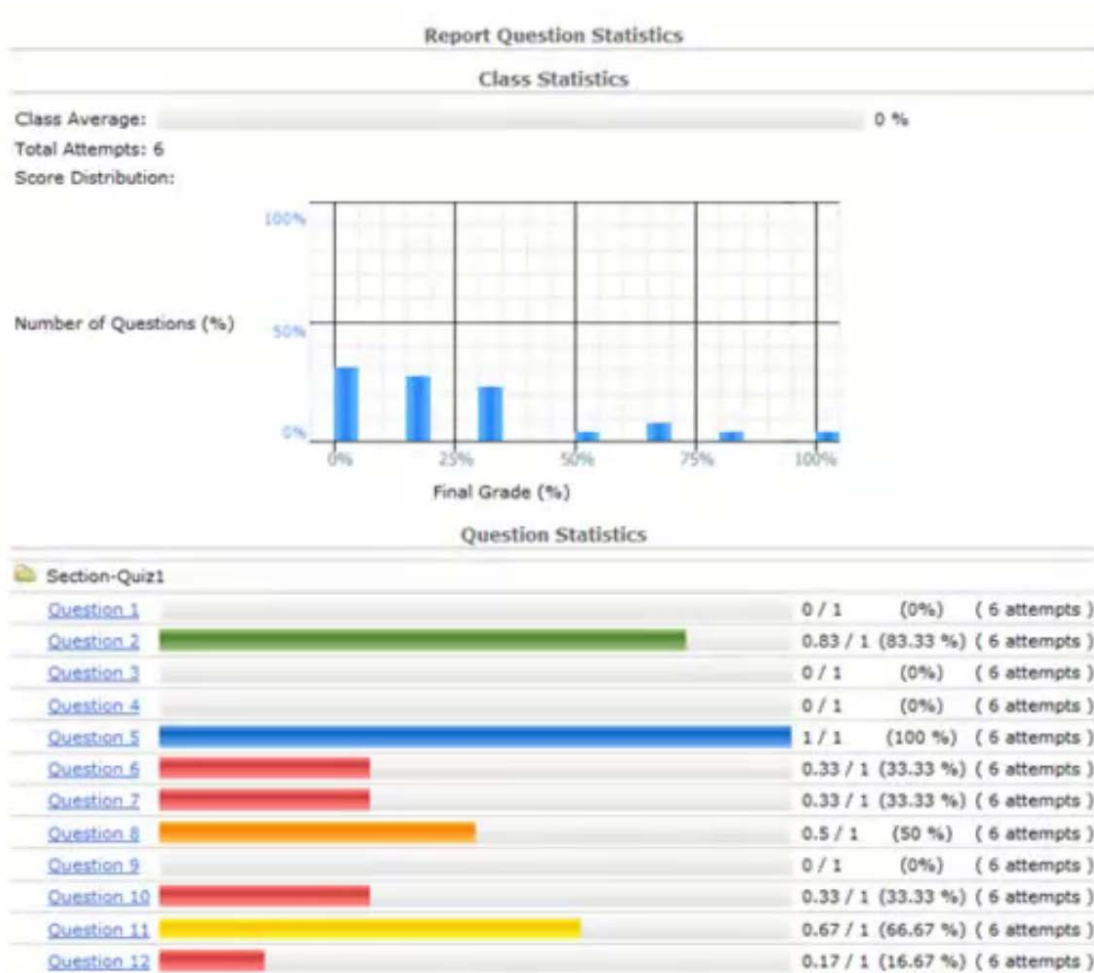 Report Question Statistics
Class Statistics
Class Average: 0 %
Total Attempts: 6
Score Distribution:
100%
Number of Questions (%)
50%
0%
0% 25% 50% 75% 100%
Final Grade (%)
Question Statistics
Section-Quiz1
Question 1 0 / 1 (0%) ( 6 attempts )
Question 2 0.83 / 1 (83.33 %) ( 6 attempts )
Question 3 0 / 1 (0%) ( 6 attempts )
Question 4 0 / 1 (0%) ( 6 attempts )
Question 5 1 / 1 (100 %) ( 6 attempts )
Question 6 0.33 / 1 (33.33 %) ( 6 attempts )
Question 7 0.33 / 1 (33.33 %) ( 6 attempts )
Question 8 0.5 / 1 (50 %) ( 6 attempts )
Question 9 0 / 1 (0%) ( 6 attempts )
Question 10 0.33 / 1 (33.33 %) ( 6 attempts )
Question 11 0.67 / 1 (66.67 %) ( 6 attempts )
Question 12 0.17 / 1 (16.67 %) ( 6 attempts )